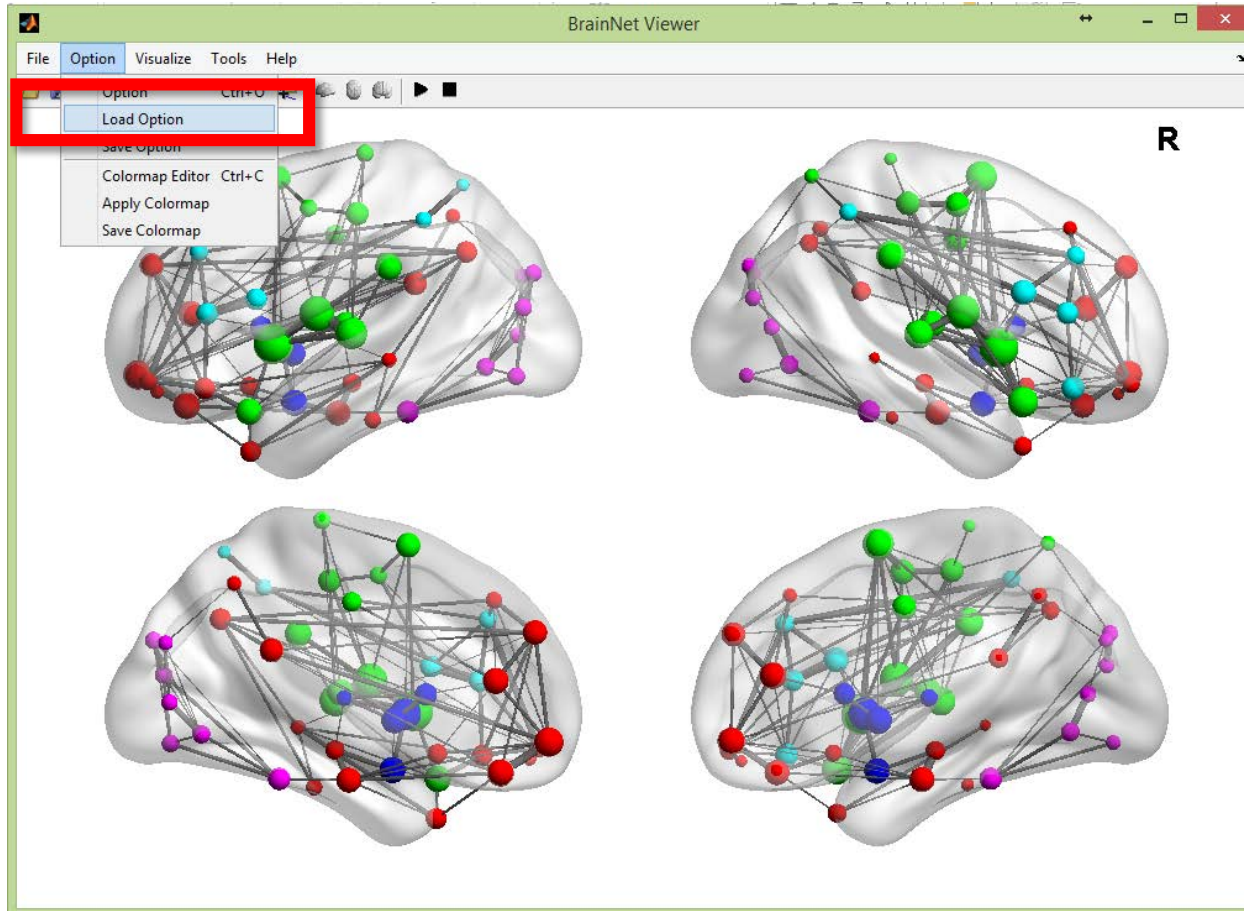 BrainNet Viewer
File Option Visualize Tools Help
Option Ctrl+O
Load Option
Save Option
Colormap Editor Ctrl+C
Apply Colormap
Save Colormap
R